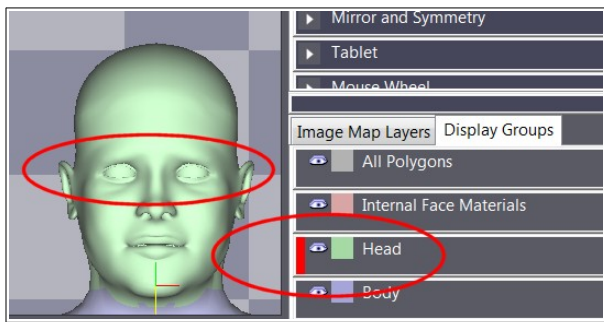 Mirror and Symmetry
Tablet
Mouse Wheel
Image Map Layers
Display Groups
All Polygons
Internal Face Materials
Head
Body